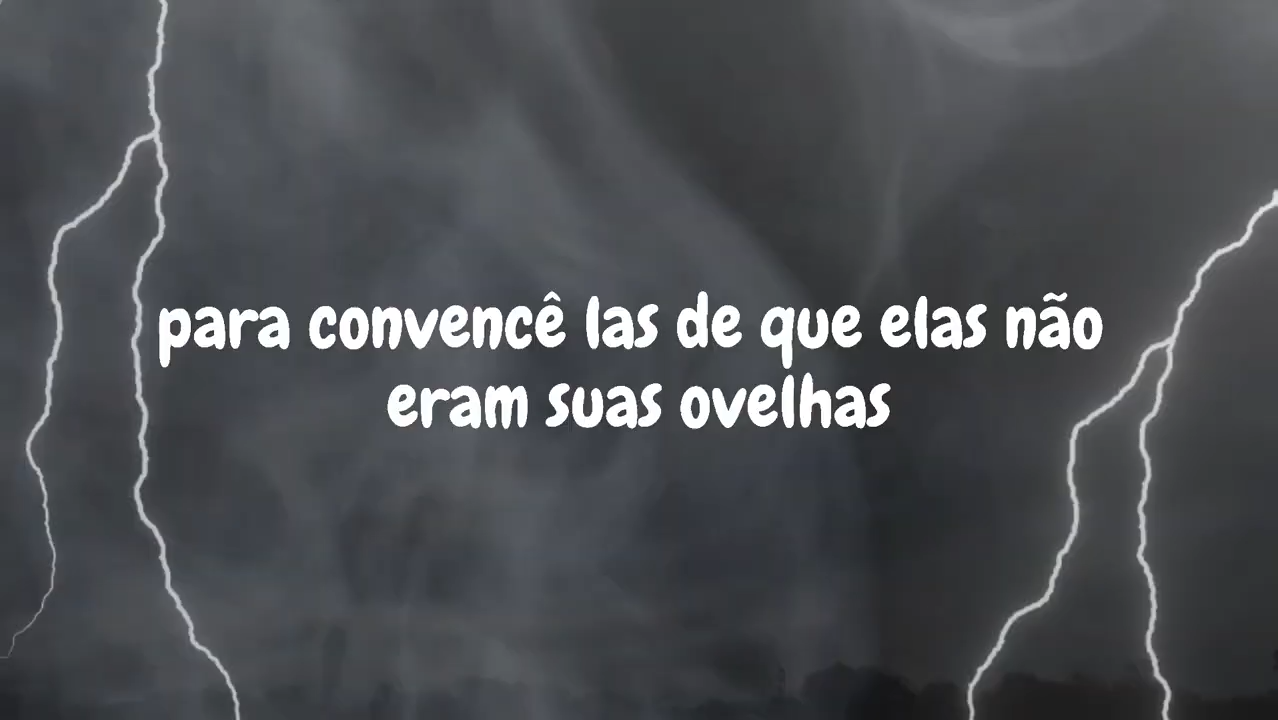 para convencê las de que elas não
eram suas ovelhas